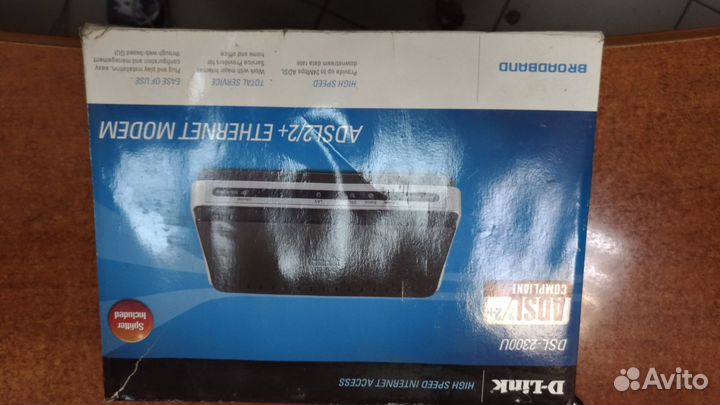 D-Link
HIGH SPEED INTERNET ACCESS
DSL-2300U
ADSL/2+
COMPLIANT
Splitter
Included
ADSL2/2+ ETHERNET MODEM
BROADBAND
HIGH SPEED
Provide up to 24Mbps ADSL
downstream data rate
TOTAL SERVICE
Work with major Internet
Service Providers for
home and office
EASE OF USE
Plug and play installation, easy
configuration and management
through web-based GUI
Avito